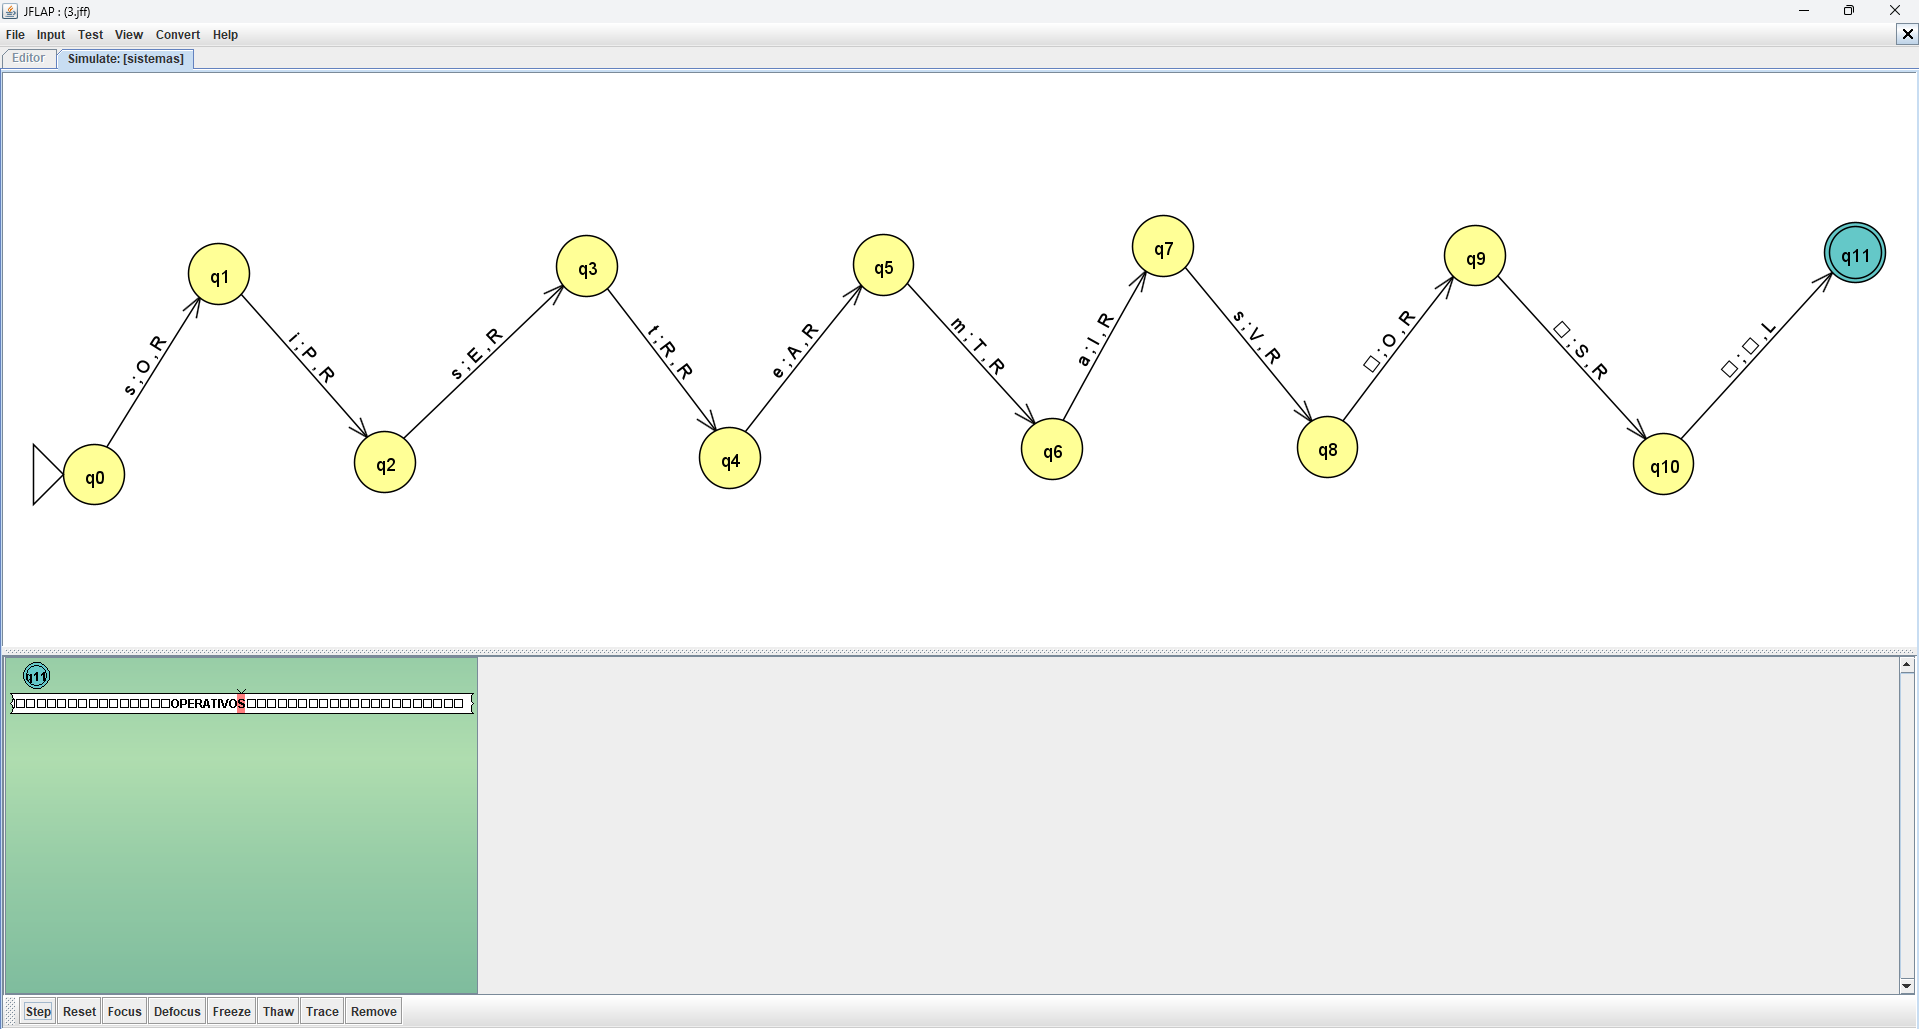 JFLAP : (3.jff)
File Input Test View Convert Help
Editor Simulate: [sistemas]
q7
q1 q3 q5 q9 q11
s ; O , R i ; P , R s ; E , R t ; R , R e ; A , R m ; T , R a ; I , R s ; V , R □ ; O , R □ ; S , R □ ; □ , L
q0 q2 q4 q6 q8 q10
q11
□□□□□□□□□□□□□□□OPERATIVOS□□□□□□□□□□□□□□□□□□□□□
Step Reset Focus Defocus Freeze Thaw Trace Remove